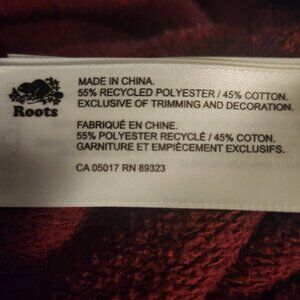 Roots
MADE IN CHINA.
55% RECYCLED POLYESTER / 45% COTTON.
EXCLUSIVE OF TRIMMING AND DECORATION.
FABRIQUÉ EN CHINE.
55% POLYESTER RECYCLÉ / 45% COTON.
GARNITURE ET EMPIÈCEMENT EXCLUSIFS.
CA 05017 RN 89323